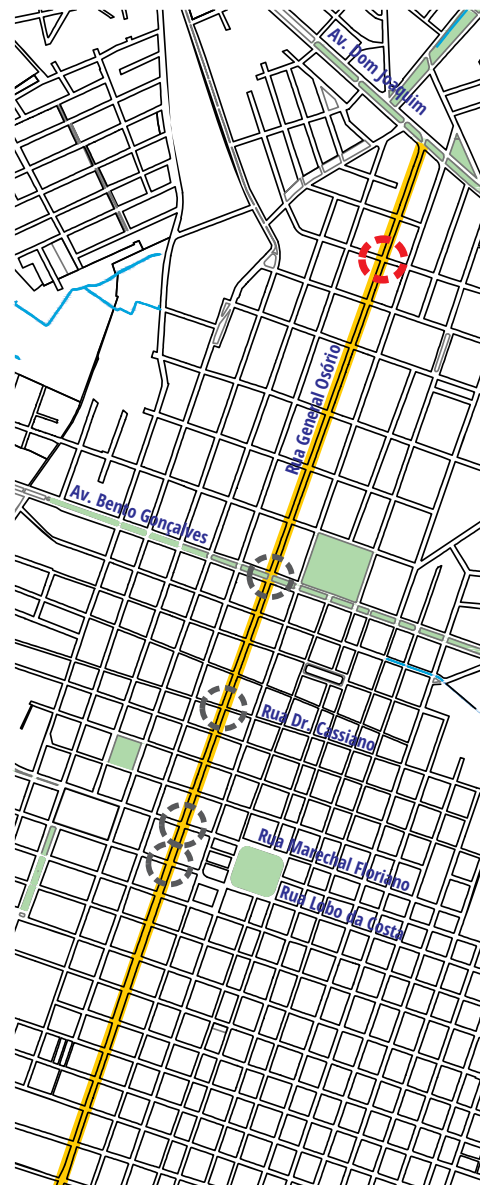 Av. Dom Joaquim
Rua General Osório
Av. Bento Gonçalves
Rua Dr. Cassiano
Rua Marechal Floriano
Rua Lobo da Costa